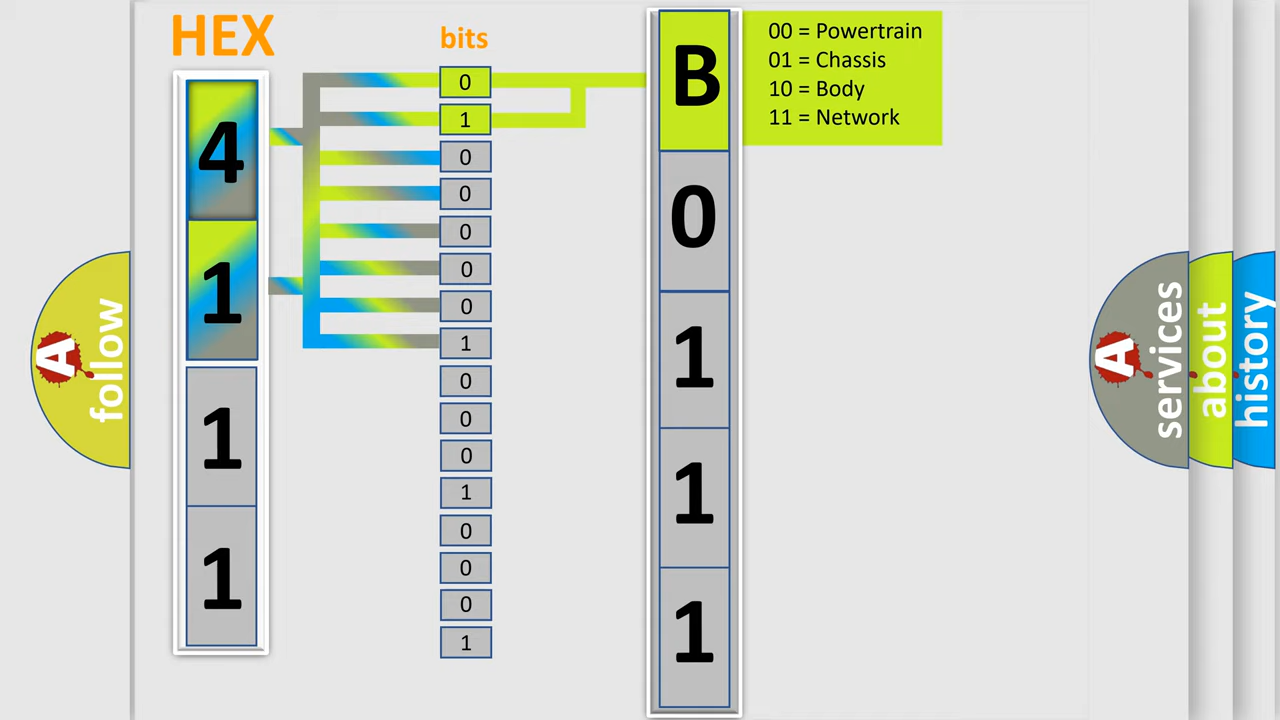 HEX
bits
4
1
1
1
0
1
0
0
0
0
0
1
0
0
0
1
0
0
0
1
B
0
1
1
1
00 = Powertrain
01 = Chassis
10 = Body
11 = Network
A
follow
A
services
about
history